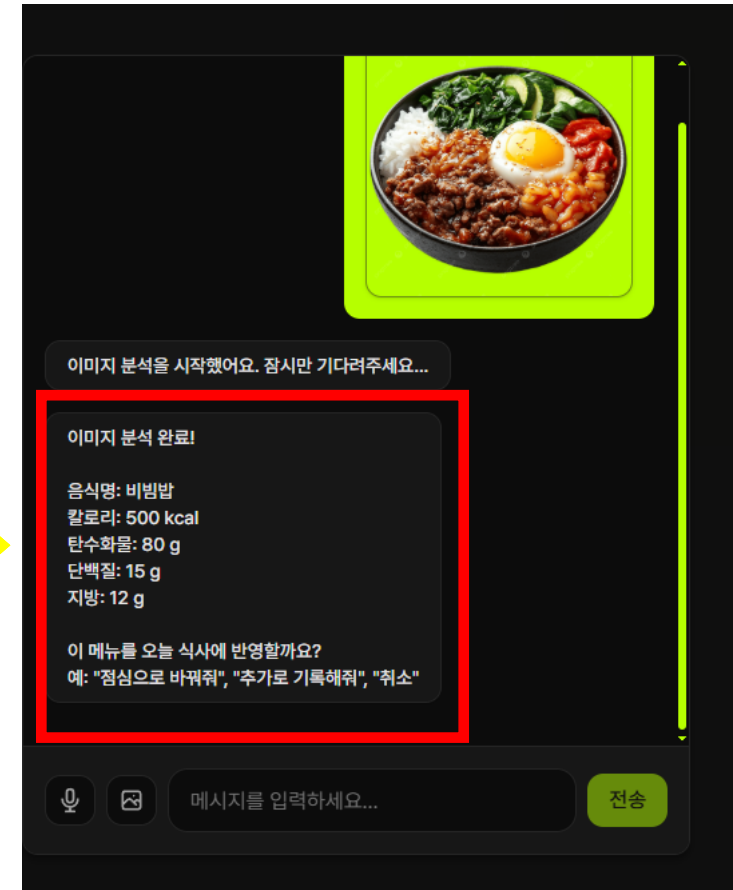 이미지 분석을 시작했어요. 잠시만 기다려주세요...
이미지 분석 완료!
음식명: 비빔밥
칼로리: 500 kcal
탄수화물: 80 g
단백질: 15 g
지방: 12 g
이 메뉴를 오늘 식사에 반영할까요?
예: "점심으로 바꿔줘", "추가로 기록해줘", "취소"
메시지를 입력하세요...
전송